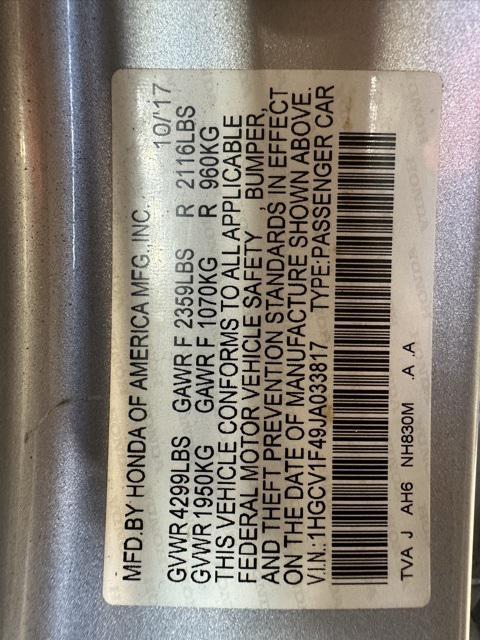 MFD.BY HONDA OF AMERICA MFG.,INC. 10/'17
GVWR 4299LBS GAWR F 2359LBS R 2116LBS
GVWR 1950KG GAWR F 1070KG R 960KG
THIS VEHICLE CONFORMS TO ALL APPLICABLE
FEDERAL MOTOR VEHICLE SAFETY, BUMPER,
AND THEFT PREVENTION STANDARDS IN EFFECT
ON THE DATE OF MANUFACTURE SHOWN ABOVE.
V.I.N.:1HGCV1F49JA033817 TYPE:PASSENGER CAR
TVA J AH6 NH830M .A .A